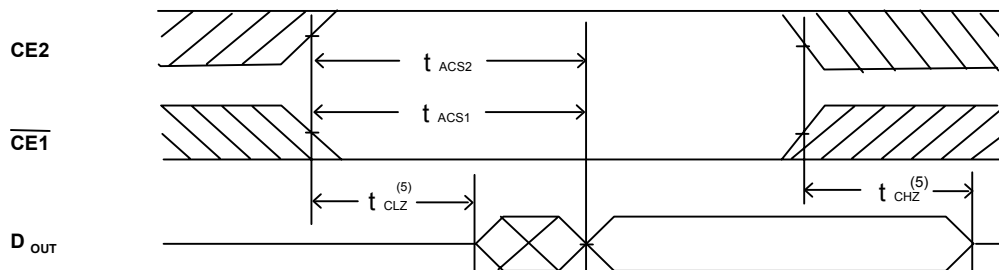 CE2
t ACS2
t ACS1
CE1
t CLZ (5)
t CHZ (5)
D OUT